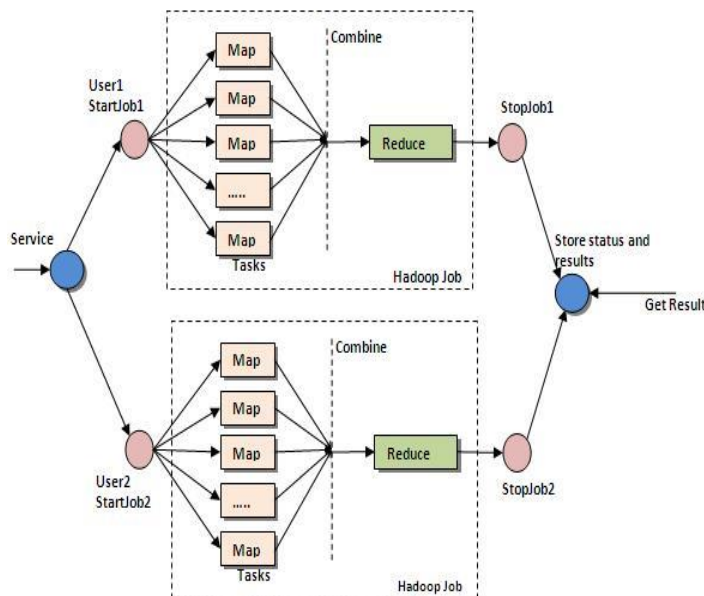 Combine
Map
User1
StartJob1
Map
StopJob1
Map
Reduce
.....
Service
Map
Store status and
results
Tasks
Hadoop Job
Get Result
Combine
Map
Map
Map
Reduce
User2
StartJob2
.....
StopJob2
Map
Tasks
Hadoop Job